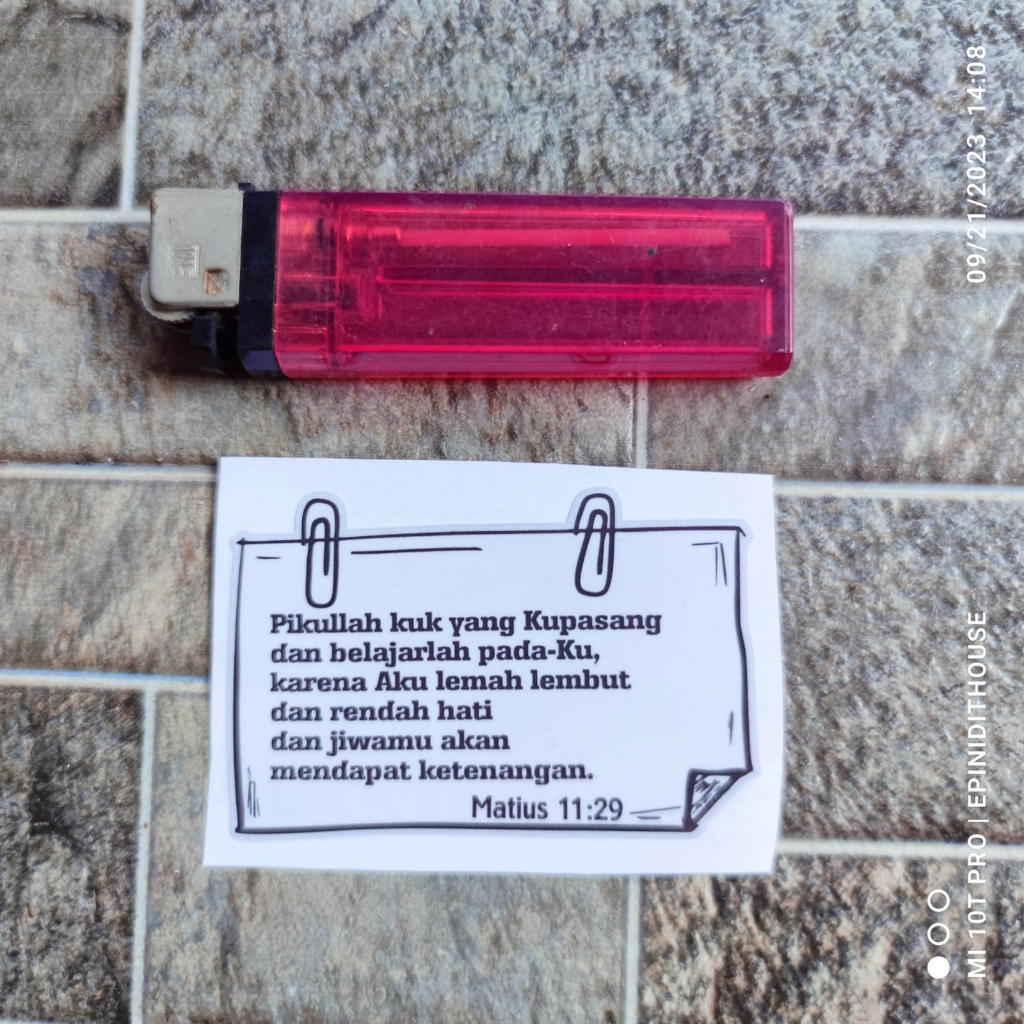 Pikullah kuk yang Kupasang
dan belajarlah pada-Ku,
karena Aku lemah lembut
dan rendah hati
dan jiwamu akan
mendapat ketenangan.
Matius 11:29
09/21/2023 14:08
MI 10T PRO | EPINIDITHOUSE